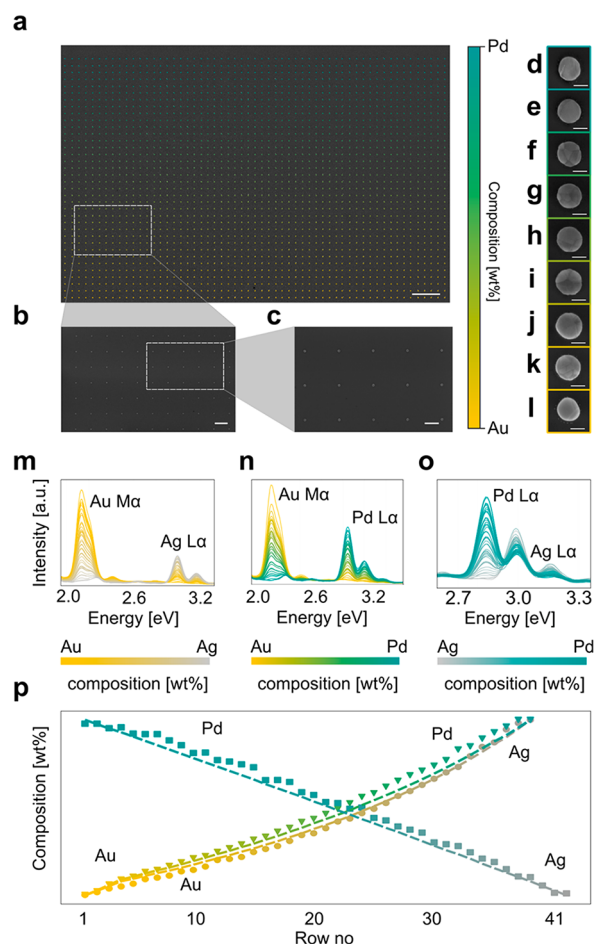 a
Pd
Composition [wt%]
Au
d
e
f
g
h
i
j
k
l
b
c
m
n
o
Intensity [a.u.]
Au Mα
Ag Lα
2.0 2.6 3.2
Energy [eV]
Au Mα
Pd Lα
2.0 2.6 3.2
Energy [eV]
Pd Lα
Ag Lα
2.7 3.0 3.3
Energy [eV]
Au Ag
composition [wt%]
Au Pd
composition [wt%]
Ag Pd
composition [wt%]
p
Composition [wt%]
Pd
Pd
Ag
Au
Au
Ag
1 10 20 30 41
Row no